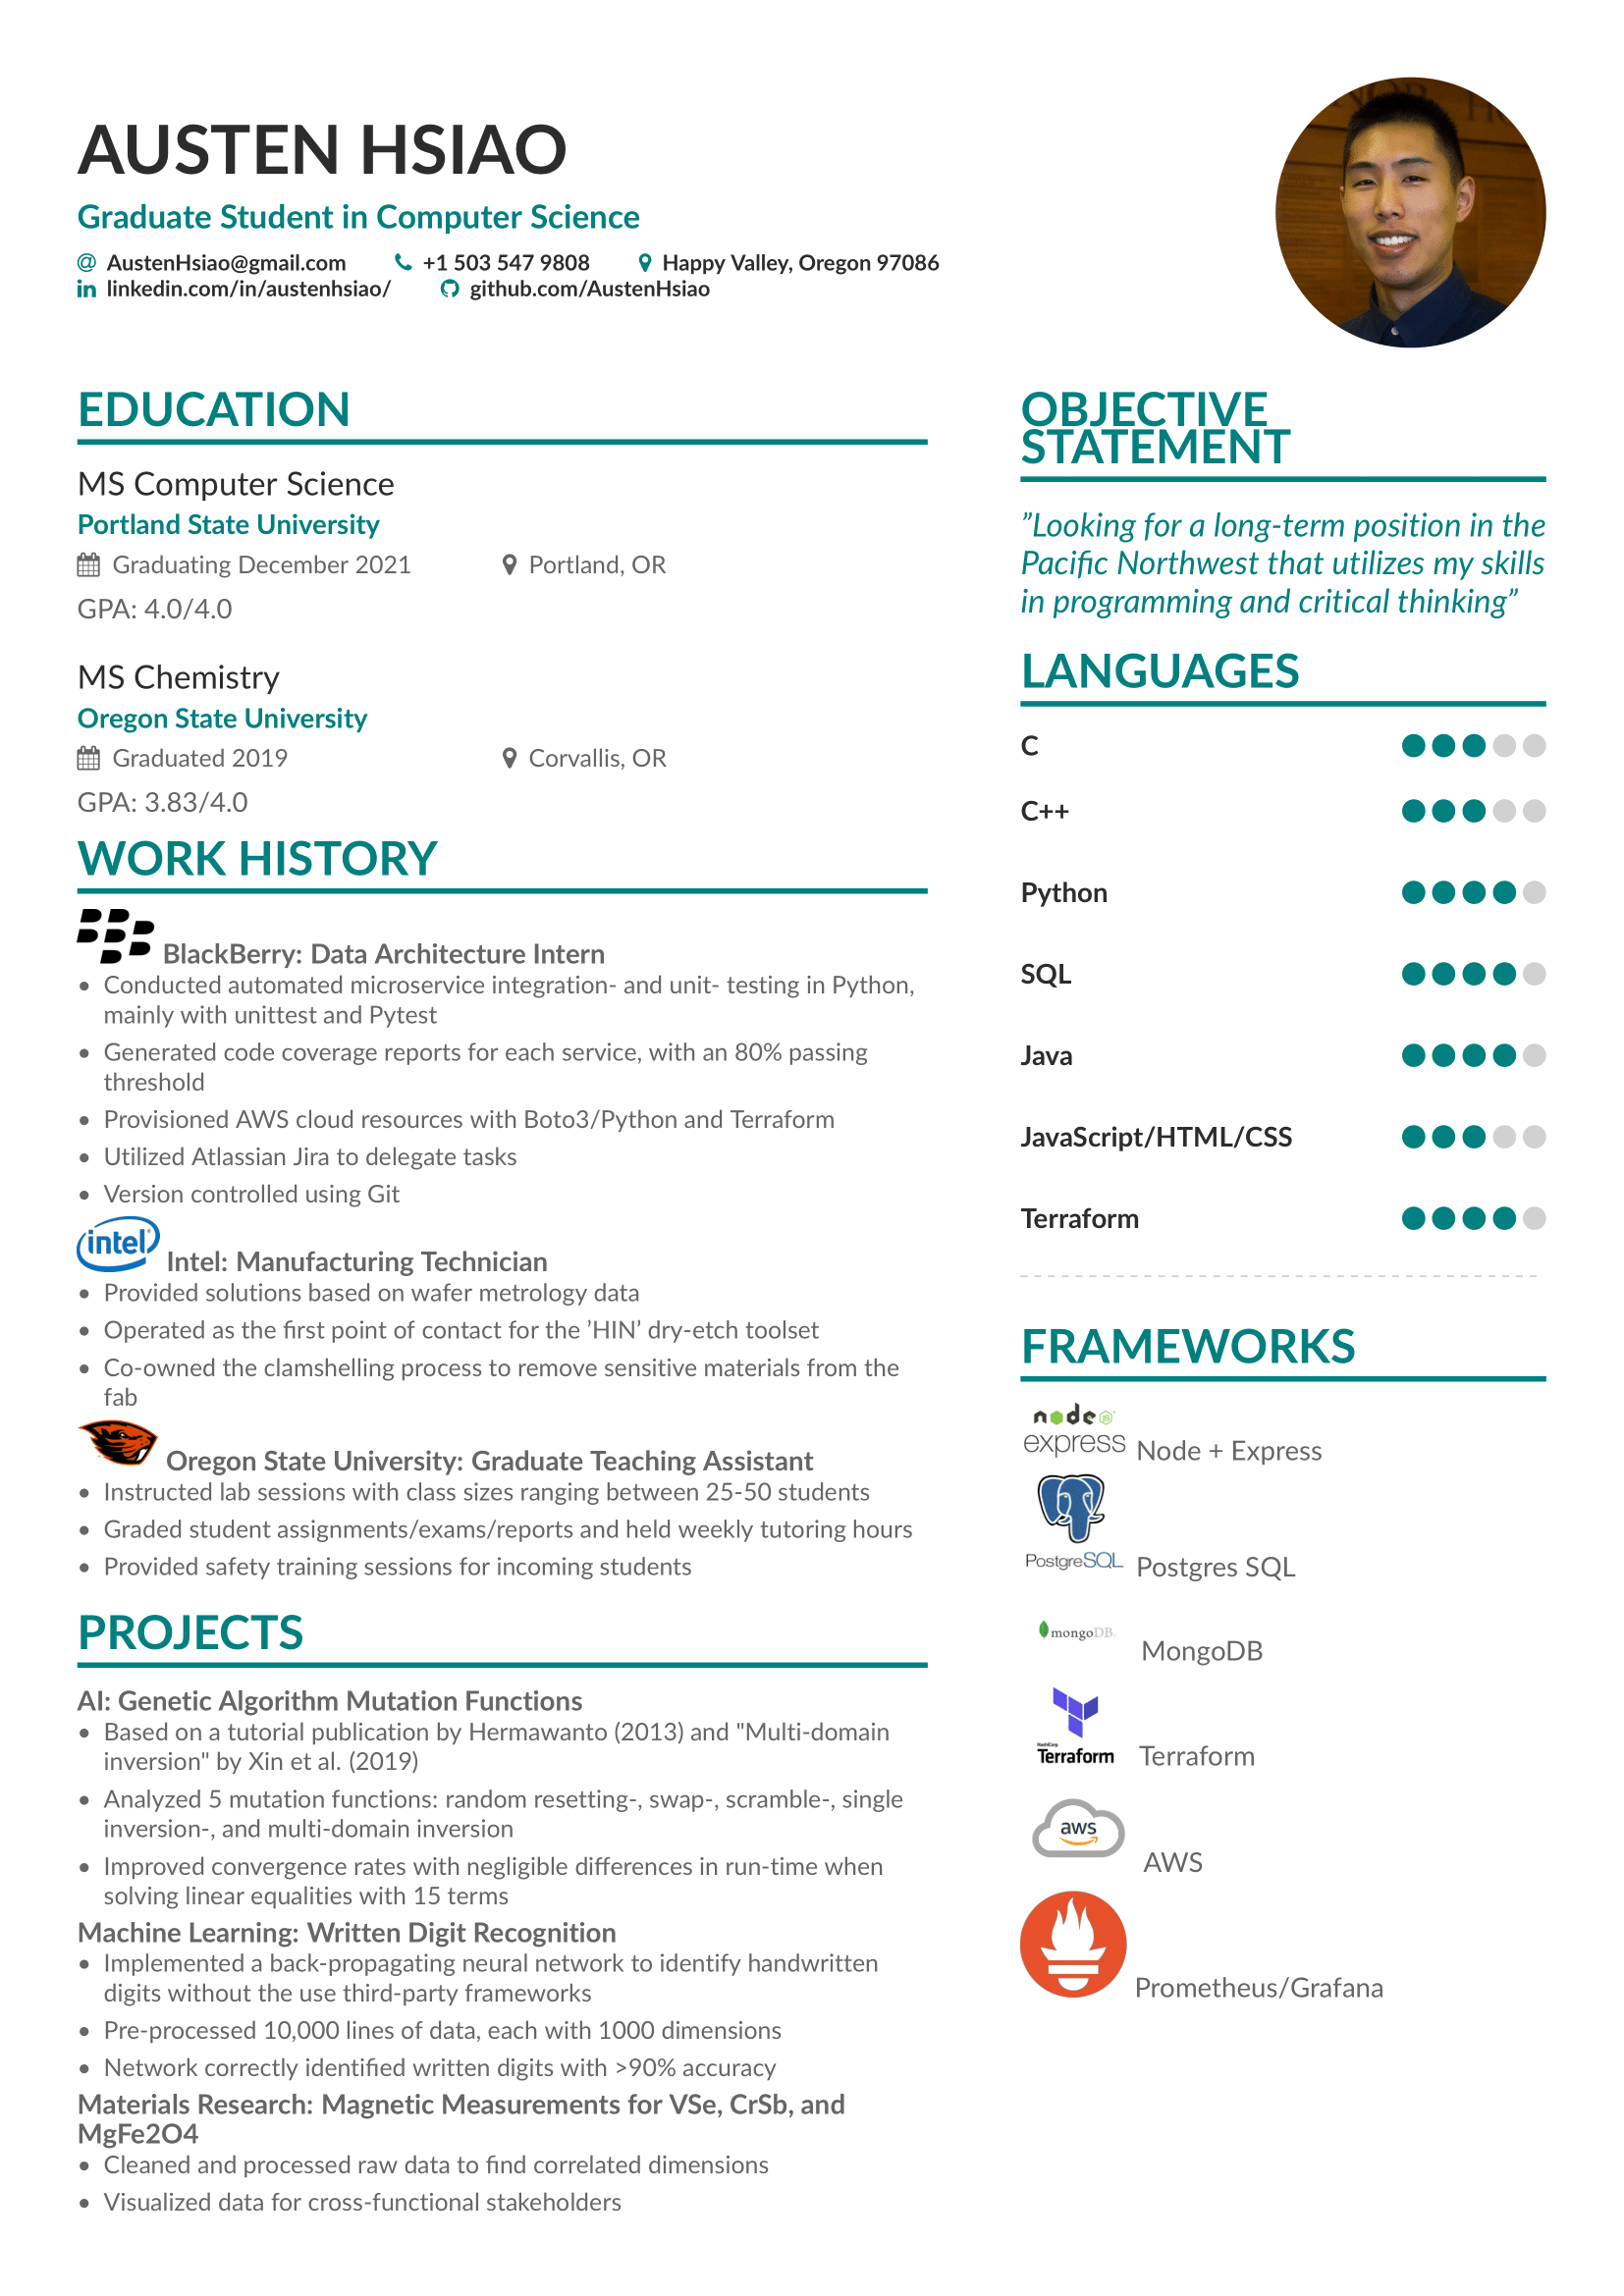 AUSTEN HSIAO
Graduate Student in Computer Science
AustenHsiao@gmail.com +1 503 547 9808 Happy Valley, Oregon 97086
linkedin.com/in/austenhsiao/ github.com/AustenHsiao
EDUCATION
MS Computer Science
Portland State University
Graduating December 2021 Portland, OR
GPA: 4.0/4.0
MS Chemistry
Oregon State University
Graduated 2019 Corvallis, OR
GPA: 3.83/4.0
WORK HISTORY
BlackBerry: Data Architecture Intern
• Conducted automated microservice integration- and unit- testing in Python,
mainly with unittest and Pytest
• Generated code coverage reports for each service, with an 80% passing
threshold
• Provisioned AWS cloud resources with Boto3/Python and Terraform
• Utilized Atlassian Jira to delegate tasks
• Version controlled using Git
intel Intel: Manufacturing Technician
• Provided solutions based on wafer metrology data
• Operated as the first point of contact for the ’HIN’ dry-etch toolset
• Co-owned the clamshelling process to remove sensitive materials from the
fab
Oregon State University: Graduate Teaching Assistant
• Instructed lab sessions with class sizes ranging between 25-50 students
• Graded student assignments/exams/reports and held weekly tutoring hours
• Provided safety training sessions for incoming students
PROJECTS
AI: Genetic Algorithm Mutation Functions
• Based on a tutorial publication by Hermawanto (2013) and "Multi-domain
inversion" by Xin et al. (2019)
• Analyzed 5 mutation functions: random resetting-, swap-, scramble-, single
inversion-, and multi-domain inversion
• Improved convergence rates with negligible differences in run-time when
solving linear equalities with 15 terms
Machine Learning: Written Digit Recognition
• Implemented a back-propagating neural network to identify handwritten
digits without the use third-party frameworks
• Pre-processed 10,000 lines of data, each with 1000 dimensions
• Network correctly identified written digits with >90% accuracy
Materials Research: Magnetic Measurements for VSe, CrSb, and
MgFe2O4
• Cleaned and processed raw data to find correlated dimensions
• Visualized data for cross-functional stakeholders
OBJECTIVE
STATEMENT
”Looking for a long-term position in the
Pacific Northwest that utilizes my skills
in programming and critical thinking”
LANGUAGES
C
C++
Python
SQL
Java
JavaScript/HTML/CSS
Terraform
FRAMEWORKS
node JS
express Node + Express
PostgreSQL Postgres SQL
mongoDB. MongoDB
HashiCorp
Terraform Terraform
aws AWS
Prometheus/Grafana